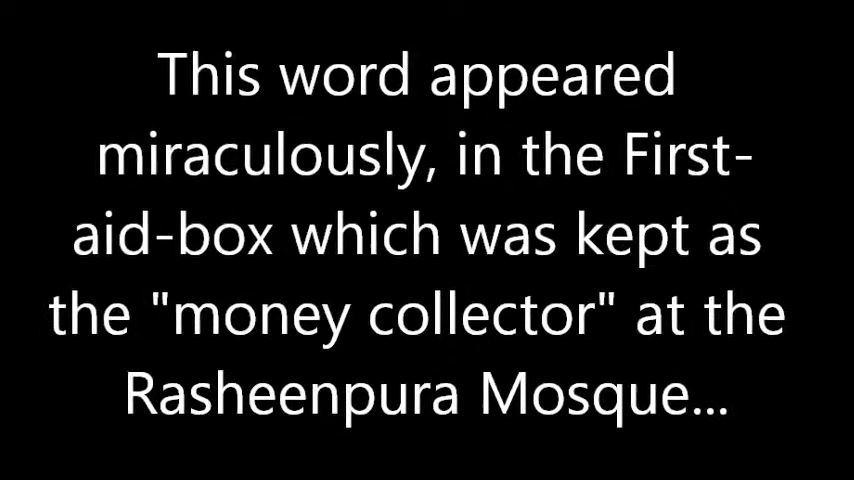 This word appeared
miraculously, in the First-
aid-box which was kept as
the "money collector" at the
Rasheenpura Mosque...